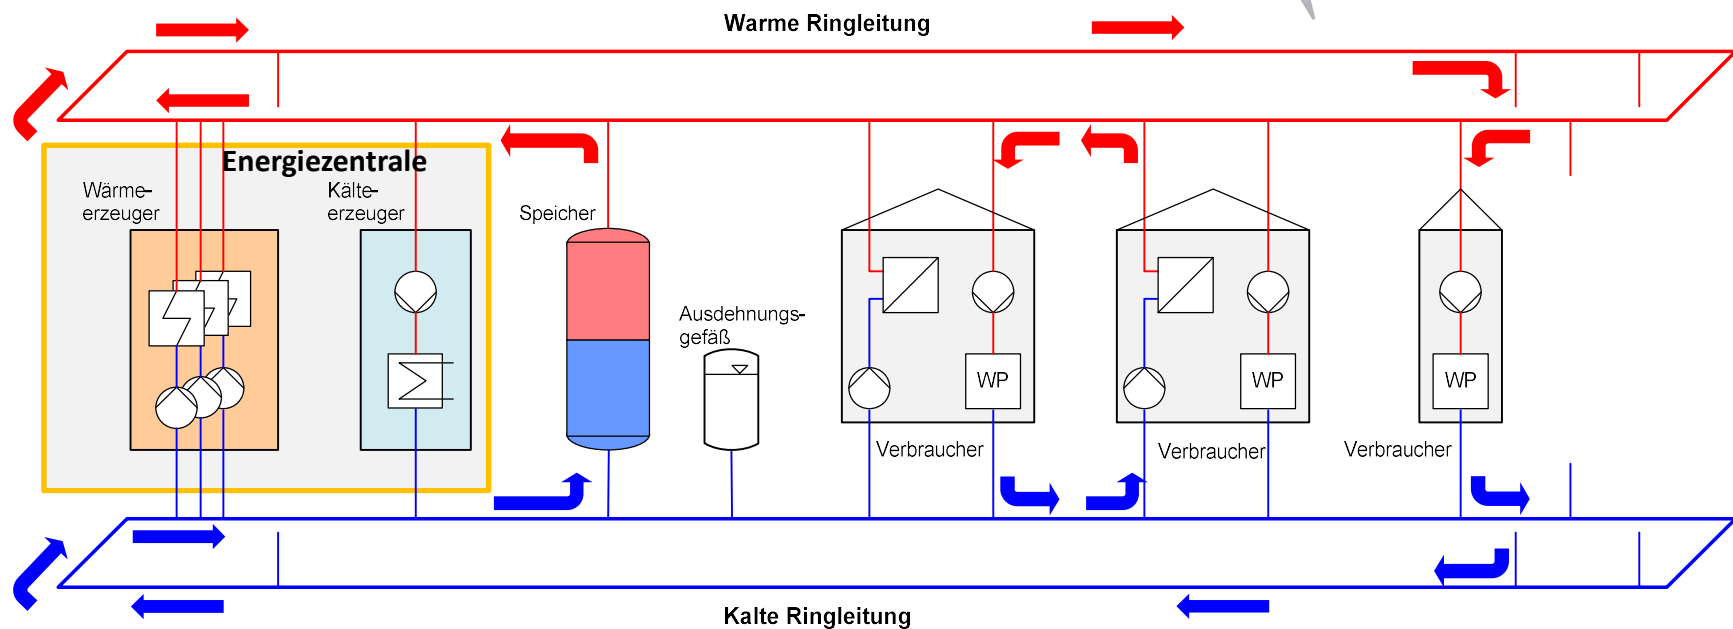 Warme Ringleitung
Energiezentrale
Wärme-
erzeuger
Kälte-
erzeuger
Speicher
Ausdehnungs-
gefäß
WP
WP
WP
Verbraucher
Verbraucher
Verbraucher
Kalte Ringleitung